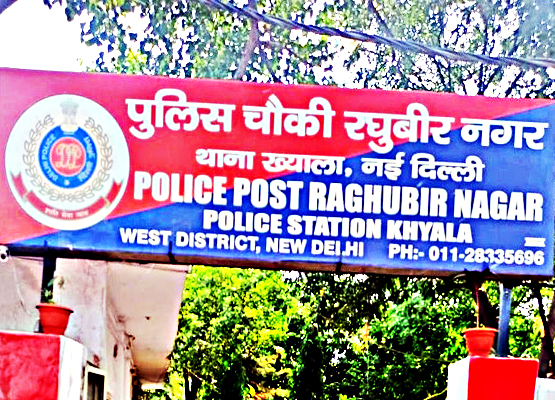 पुलिस चौकी रघुबीर नगर
थाना ख्याला, नई दिल्ली
POLICE POST RAGHUBIR NAGAR
POLICE STATION KHYALA
WEST DISTRICT, NEW DELHI PH:- 011-28335696